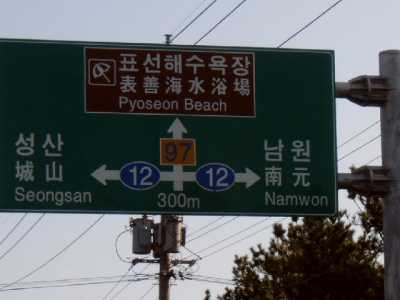 표선해수욕장
表善海水浴場
Pyoseon Beach
성산
城山
Seongsan
97
12
12
300m
남원
南元
Namwon